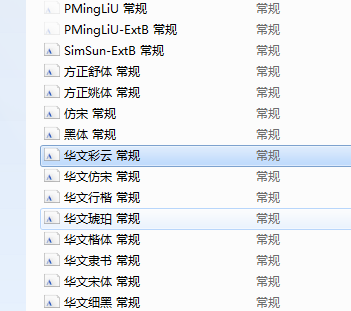 PMingLiU 常规 常规
PMingLiU-ExtB 常规 常规
SimSun-ExtB 常规 常规
方正舒体 常规 常规
方正姚体 常规 常规
仿宋 常规 常规
黑体 常规 常规
华文彩云 常规 常规
华文仿宋 常规 常规
华文行楷 常规 常规
华文琥珀 常规 常规
华文楷体 常规 常规
华文隶书 常规 常规
华文宋体 常规 常规
华文细黑 常规 常规